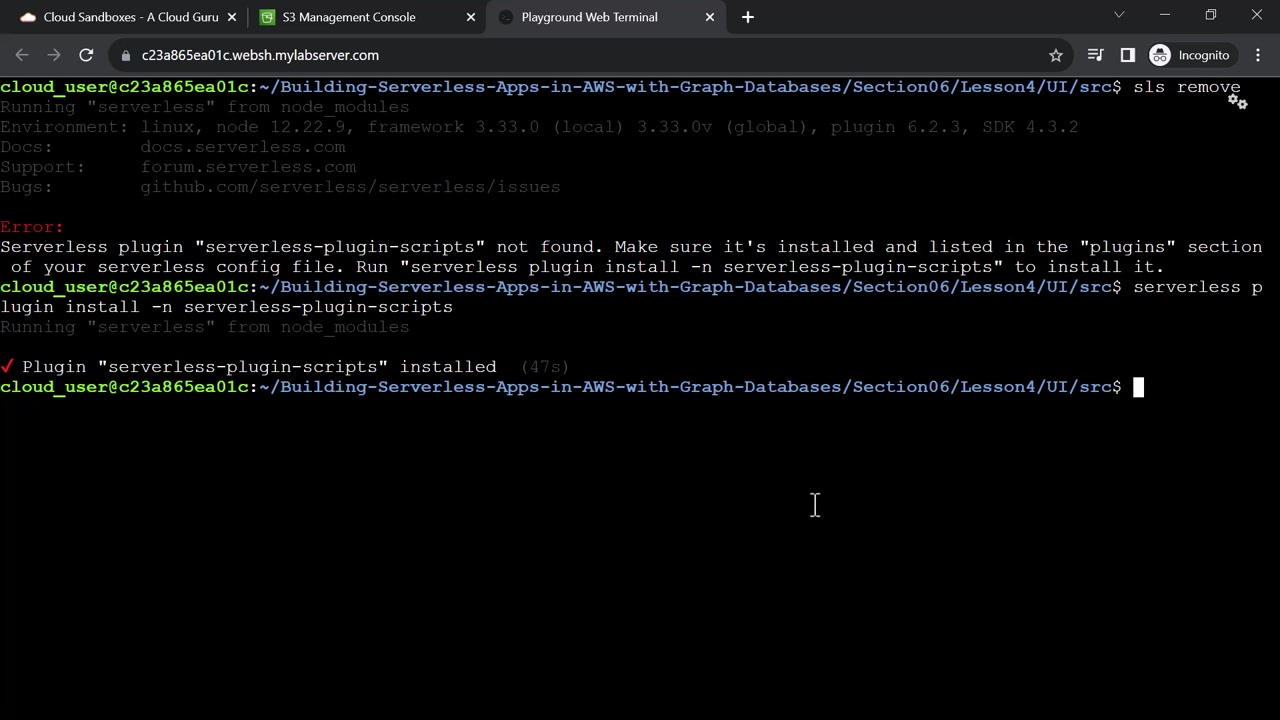 Cloud Sandboxes - A Cloud Guru
S3 Management Console
Playground Web Terminal
c23a865ea01c.websh.mylabserver.com
Incognito
cloud_user@c23a865ea01c:~/Building-Serverless-Apps-in-AWS-with-Graph-Databases/Section06/Lesson4/UI/src$ sls remove
Running "serverless" from node_modules
Environment: linux, node 12.22.9, framework 3.33.0 (local) 3.33.0v (global), plugin 6.2.3, SDK 4.3.2
Docs:        docs.serverless.com
Support:     forum.serverless.com
Bugs:        github.com/serverless/serverless/issues
Error:
Serverless plugin "serverless-plugin-scripts" not found. Make sure it's installed and listed in the "plugins" section
of your serverless config file. Run "serverless plugin install -n serverless-plugin-scripts" to install it.
cloud_user@c23a865ea01c:~/Building-Serverless-Apps-in-AWS-with-Graph-Databases/Section06/Lesson4/UI/src$ serverless p
lugin install -n serverless-plugin-scripts
Running "serverless" from node_modules
✓ Plugin "serverless-plugin-scripts" installed (47s)
cloud_user@c23a865ea01c:~/Building-Serverless-Apps-in-AWS-with-Graph-Databases/Section06/Lesson4/UI/src$